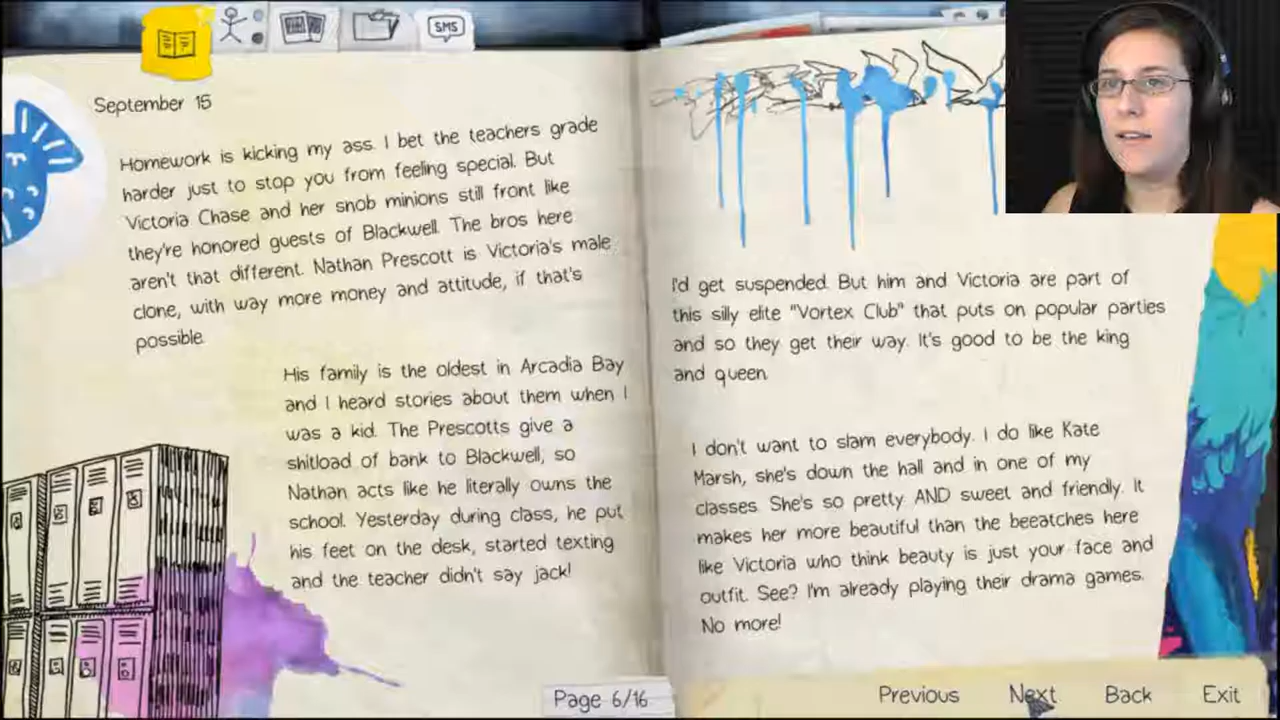 SMS
September 15
Homework is kicking my ass. I bet the teachers grade
harder just to stop you from feeling special. But
Victoria Chase and her snob minions still front like
they're honored guests of Blackwell. The bros here
aren't that different. Nathan Prescott is Victoria's male
clone, with way more money and attitude, if that's
possible.
His family is the oldest in Arcadia Bay
and I heard stories about them when I
was a kid. The Prescotts give a
shitload of bank to Blackwell, so
Nathan acts like he literally owns the
school. Yesterday during class, he put
his feet on the desk, started texting
and the teacher didn't say jack!
I'd get suspended. But him and Victoria are part of
this silly elite "Vortex Club" that puts on popular parties
and so they get their way. It's good to be the king
and queen.
I don't want to slam everybody. I do like Kate
Marsh, she's down the hall and in one of my
classes. She's so pretty AND sweet and friendly. It
makes her more beautiful than the beeatches here
like Victoria who think beauty is just your face and
outfit. See? I'm already playing their drama games.
No more!
Page 6/16
Previous Next Back Exit